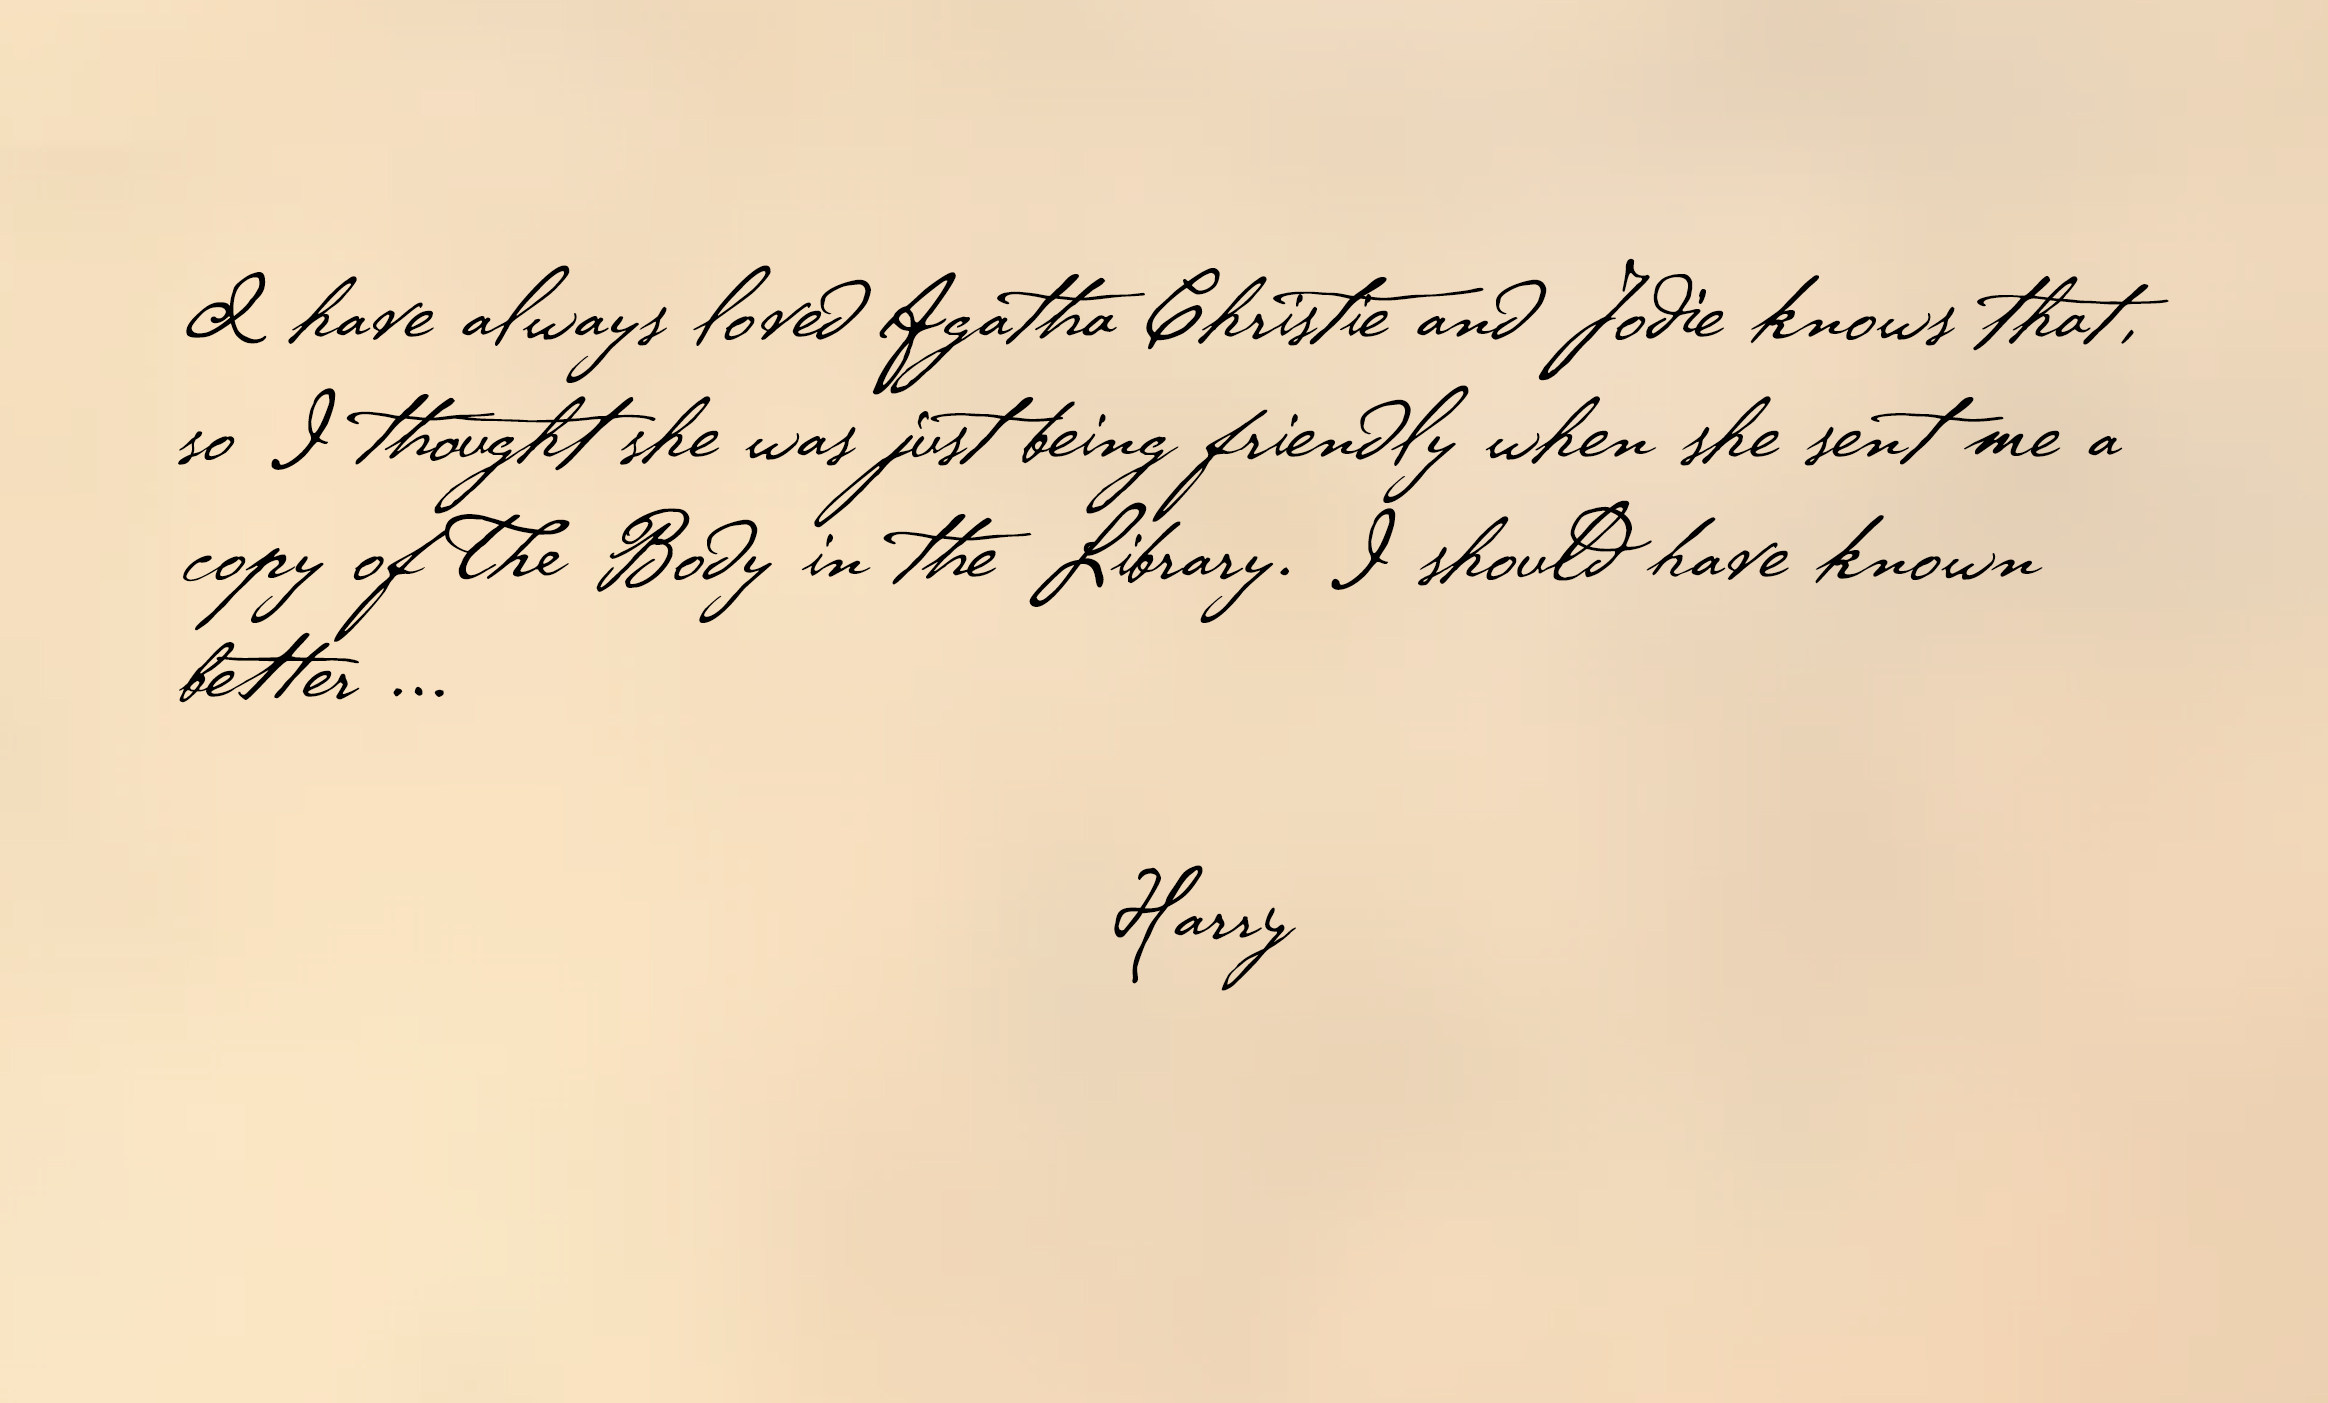 I have always loved Agatha Christie and Jodie knows that,
so I thought she was just being friendly when she sent me a
copy of The Body in the Library. I should have known
better ...
Harry